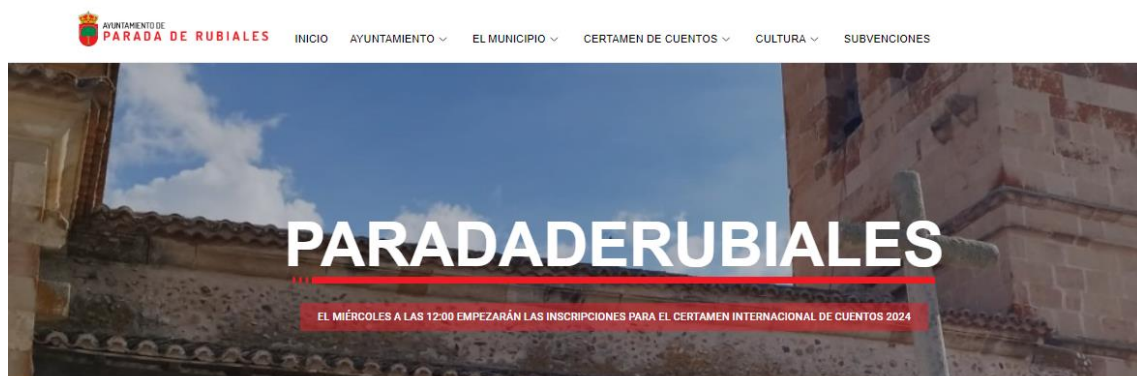 AYUNTAMIENTO DE
PARADA DE RUBIALES
INICIO AYUNTAMIENTO EL MUNICIPIO CERTAMEN DE CUENTOS CULTURA SUBVENCIONES
PARADADERUBIALES
EL MIÉRCOLES A LAS 12:00 EMPEZARÁN LAS INSCRIPCIONES PARA EL CERTAMEN INTERNACIONAL DE CUENTOS 2024